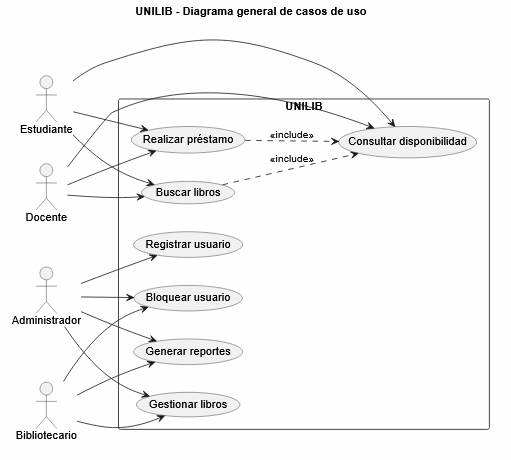 UNILIB - Diagrama general de casos de uso
UNILIB
Estudiante
Realizar préstamo
«include»
Consultar disponibilidad
«include»
Docente
Buscar libros
Registrar usuario
Administrador
Bloquear usuario
Generar reportes
Gestionar libros
Bibliotecario